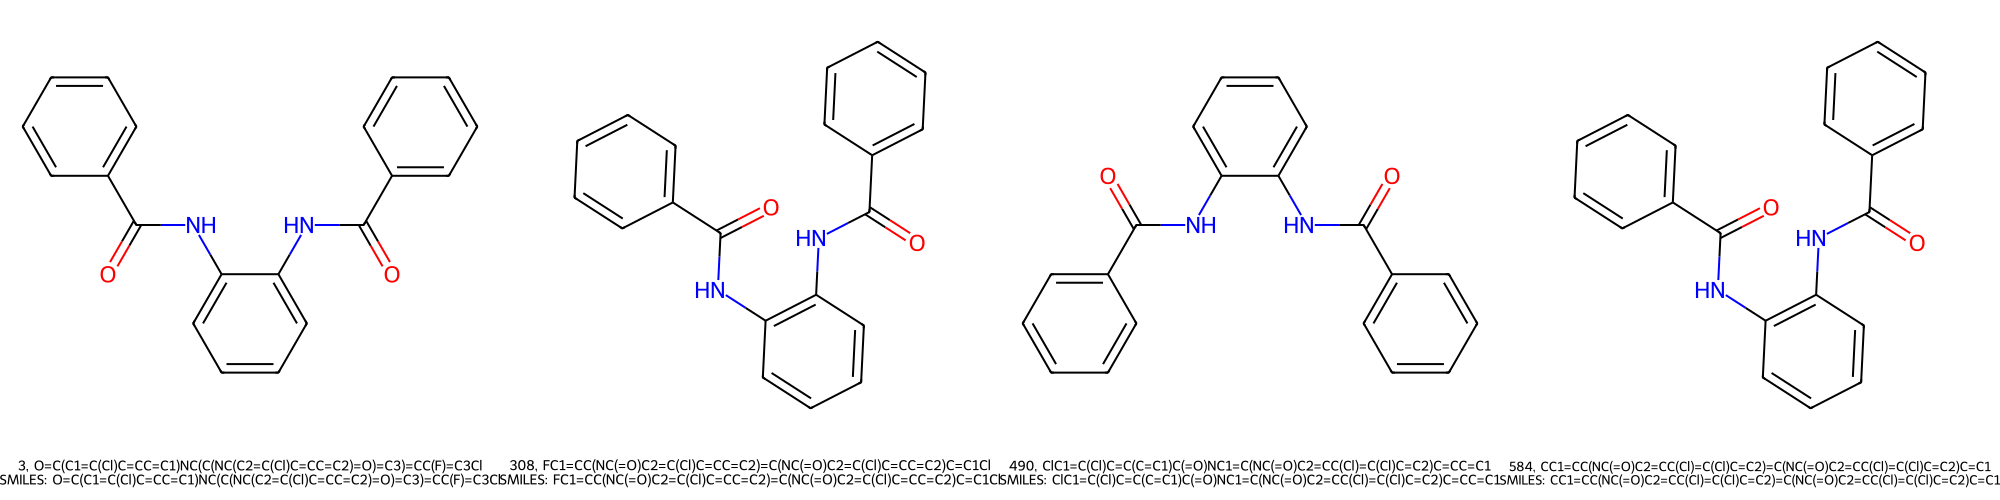 NH HN O O
O O HN HN
O O NH HN
O O HN HN
3, O=C(C1=C(Cl)C=CC=C1)NC(C(NC(C2=C(Cl)C=CC=C2)=O)=C3)=CC(F)=C3Cl
SMILES: O=C(C1=C(Cl)C=CC=C1)NC(C(NC(C2=C(Cl)C=CC=C2)=O)=C3)=CC(F)=C3Cl
308, FC1=CC(NC(=O)C2=C(Cl)C=CC=C2)=C(NC(=O)C2=C(Cl)C=CC=C2)C=C1Cl
SMILES: FC1=CC(NC(=O)C2=C(Cl)C=CC=C2)=C(NC(=O)C2=C(Cl)C=CC=C2)C=C1Cl
490, ClC1=C(Cl)C=C(C=C1)C(=O)NC1=C(NC(=O)C2=CC(Cl)=C(Cl)C=C2)C=CC=C1
SMILES: ClC1=C(Cl)C=C(C=C1)C(=O)NC1=C(NC(=O)C2=CC(Cl)=C(Cl)C=C2)C=CC=C1
584, CC1=CC(NC(=O)C2=CC(Cl)=C(Cl)C=C2)=C(NC(=O)C2=CC(Cl)=C(Cl)C=C2)C=C1
SMILES: CC1=CC(NC(=O)C2=CC(Cl)=C(Cl)C=C2)=C(NC(=O)C2=CC(Cl)=C(Cl)C=C2)C=C1